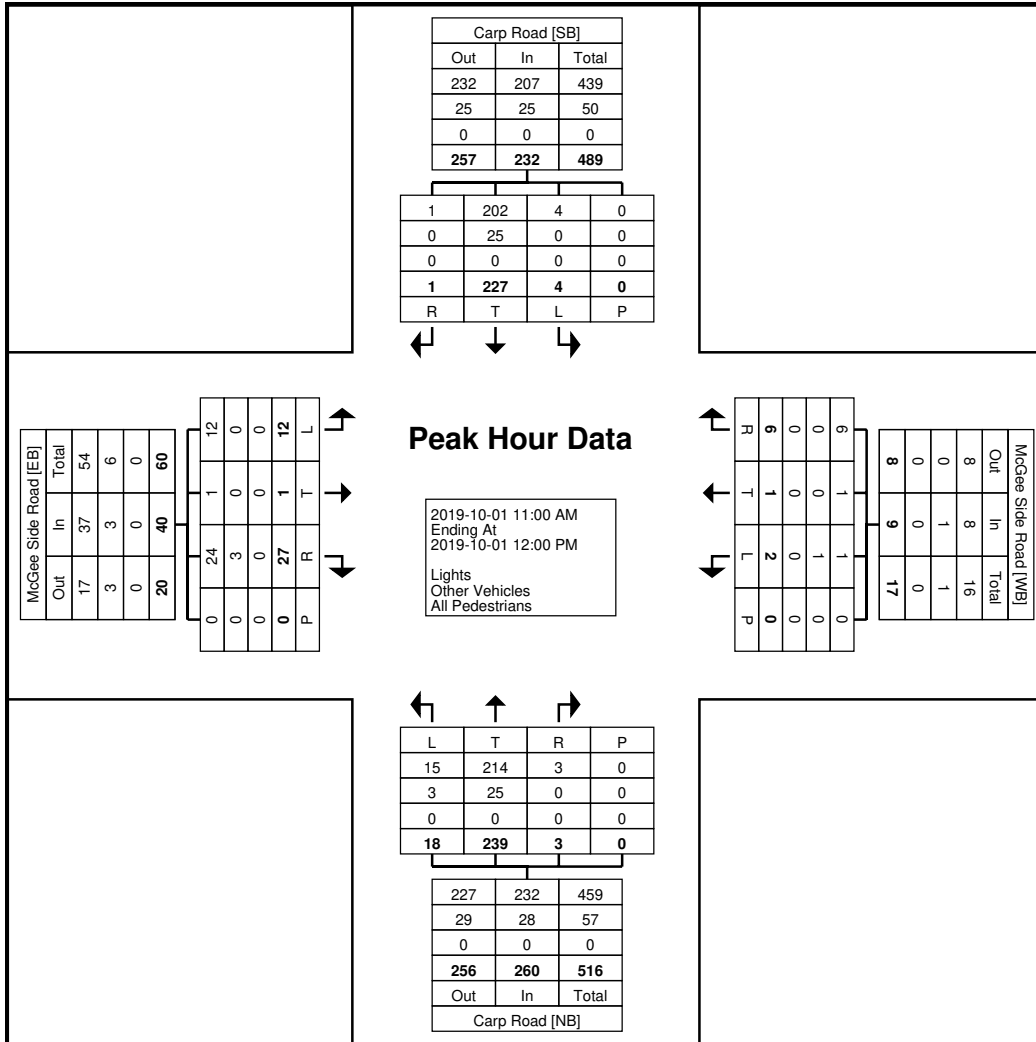 Carp Road [SB]
Out In Total
232 207 439
25 25 50
0 0 0
257 232 489
1 202 4 0
0 25 0 0
0 0 0 0
1 227 4 0
R T L P
Peak Hour Data
2019-10-01 11:00 AM
Ending At
2019-10-01 12:00 PM
Lights
Other Vehicles
All Pedestrians
McGee Side Road [EB]
Out In Total
17 37 54
3 3 6
0 0 0
20 40 60
12 1 24 0
0 0 3 0
0 0 0 0
12 1 27 0
L T R P
McGee Side Road [WB]
Out In Total
8 8 16
0 1 1
0 0 0
8 9 17
6 1 1 0
0 0 1 0
0 0 0 0
6 1 2 0
R T L P
L T R P
15 214 3 0
3 25 0 0
0 0 0 0
18 239 3 0
227 232 459
29 28 57
0 0 0
256 260 516
Out In Total
Carp Road [NB]